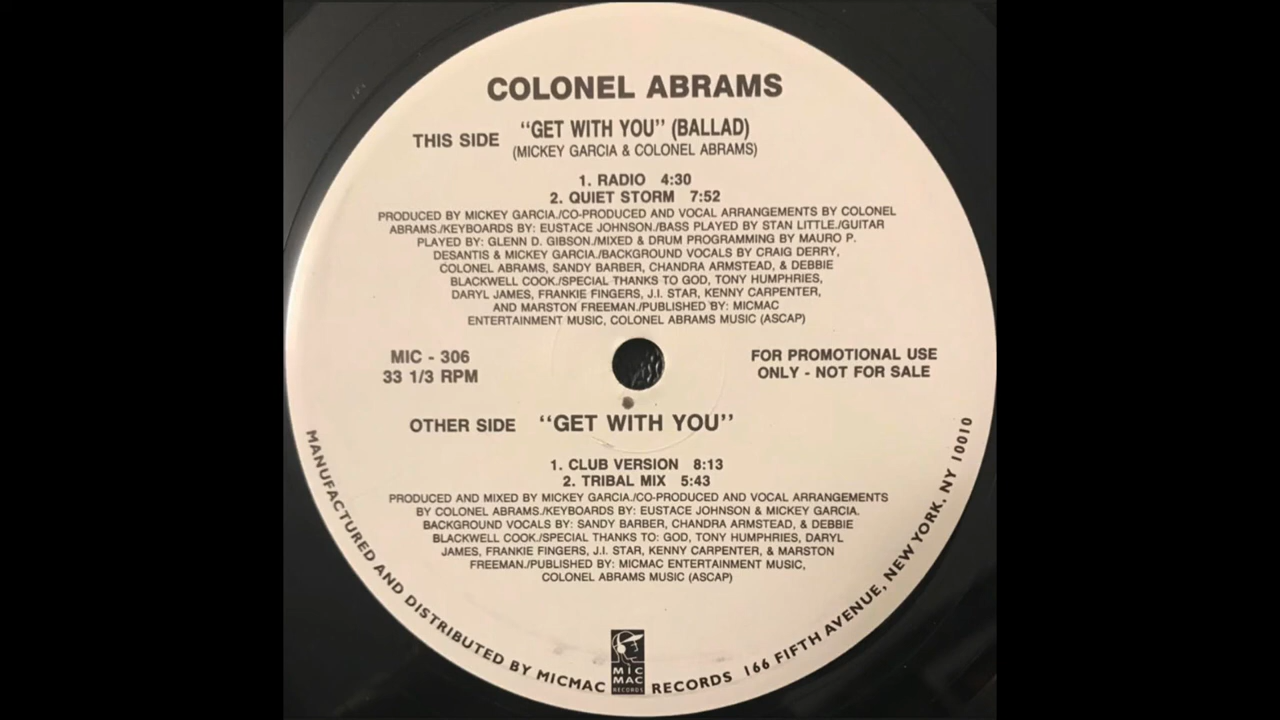 COLONEL ABRAMS
THIS SIDE "GET WITH YOU" (BALLAD)
(MICKEY GARCIA & COLONEL ABRAMS)
1. RADIO 4:30
2. QUIET STORM 7:52
PRODUCED BY MICKEY GARCIA./CO-PRODUCED AND VOCAL ARRANGEMENTS BY COLONEL
ABRAMS./KEYBOARDS BY: EUSTACE JOHNSON./BASS PLAYED BY STAN LITTLE./GUITAR
PLAYED BY: GLENN D. GIBSON./MIXED & DRUM PROGRAMMING BY MAURO P.
DESANTIS & MICKEY GARCIA./BACKGROUND VOCALS BY CRAIG DERRY,
COLONEL ABRAMS, SANDY BARBER, CHANDRA ARMSTEAD, & DEBBIE
BLACKWELL COOK./SPECIAL THANKS TO GOD, TONY HUMPHRIES,
DARYL JAMES, FRANKIE FINGERS, J.I. STAR, KENNY CARPENTER,
AND MARSTON FREEMAN./PUBLISHED BY: MICMAC
ENTERTAINMENT MUSIC, COLONEL ABRAMS MUSIC (ASCAP)
MIC - 306
33 1/3 RPM
FOR PROMOTIONAL USE
ONLY - NOT FOR SALE
OTHER SIDE "GET WITH YOU"
1. CLUB VERSION 8:13
2. TRIBAL MIX 5:43
PRODUCED AND MIXED BY MICKEY GARCIA./CO-PRODUCED AND VOCAL ARRANGEMENTS
BY COLONEL ABRAMS./KEYBOARDS BY: EUSTACE JOHNSON & MICKEY GARCIA.
BACKGROUND VOCALS BY: SANDY BARBER, CHANDRA ARMSTEAD, & DEBBIE
BLACKWELL COOK./SPECIAL THANKS TO: GOD, TONY HUMPHRIES, DARYL
JAMES, FRANKIE FINGERS, J.I. STAR, KENNY CARPENTER, & MARSTON
FREEMAN./PUBLISHED BY: MICMAC ENTERTAINMENT MUSIC,
COLONEL ABRAMS MUSIC (ASCAP)
MANUFACTURED AND DISTRIBUTED BY MICMAC RECORDS 166 FIFTH AVENUE, NEW YORK, NY 10010
MIC
MAC
RECORDS